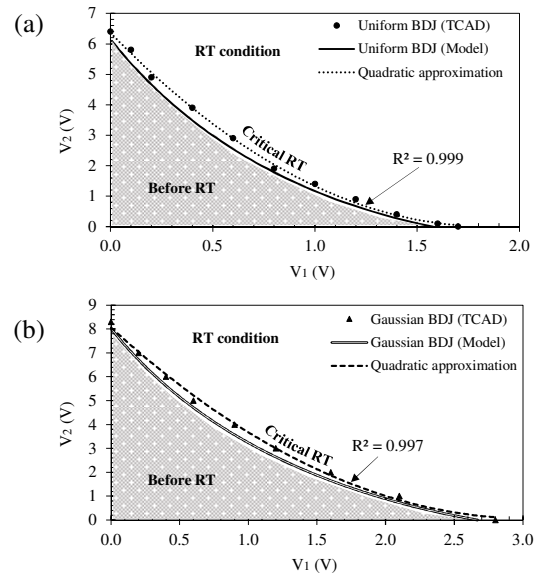 (a)
7
6
5
4
3
2
1
0
V2 (V)
RT condition
Uniform BDJ (TCAD)
Uniform BDJ (Model)
Quadratic approximation
Critical RT
R² = 0.999
Before RT
0.0 0.5 1.0 1.5 2.0
V1 (V)
(b)
9
8
7
6
5
4
3
2
1
0
V2 (V)
RT condition
Gaussian BDJ (TCAD)
Gaussian BDJ (Model)
Quadratic approximation
Critical RT
R² = 0.997
Before RT
0.0 0.5 1.0 1.5 2.0 2.5 3.0
V1 (V)